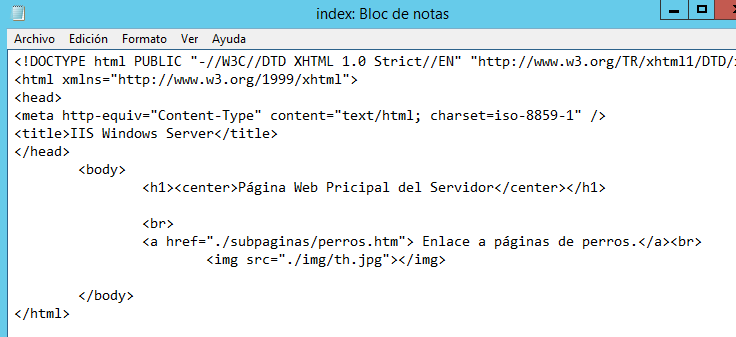 index: Bloc de notas
Archivo Edición Formato Ver Ayuda
<!DOCTYPE html PUBLIC "-//W3C//DTD XHTML 1.0 Strict//EN" "http://www.w3.org/TR/xhtml1/DTD/
<html xmlns="http://www.w3.org/1999/xhtml">
<head>
<meta http-equiv="Content-Type" content="text/html; charset=iso-8859-1" />
<title>IIS Windows Server</title>
</head>
<body>
<h1><center>Página Web Pricipal del Servidor</center></h1>
<br>
<a href="./subpaginas/perros.htm"> Enlace a páginas de perros.</a><br>
<img src="./img/th.jpg"></img>
</body>
</html>